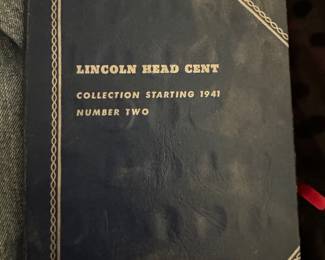 LINCOLN HEAD CENT
COLLECTION STARTING 1941
NUMBER TWO